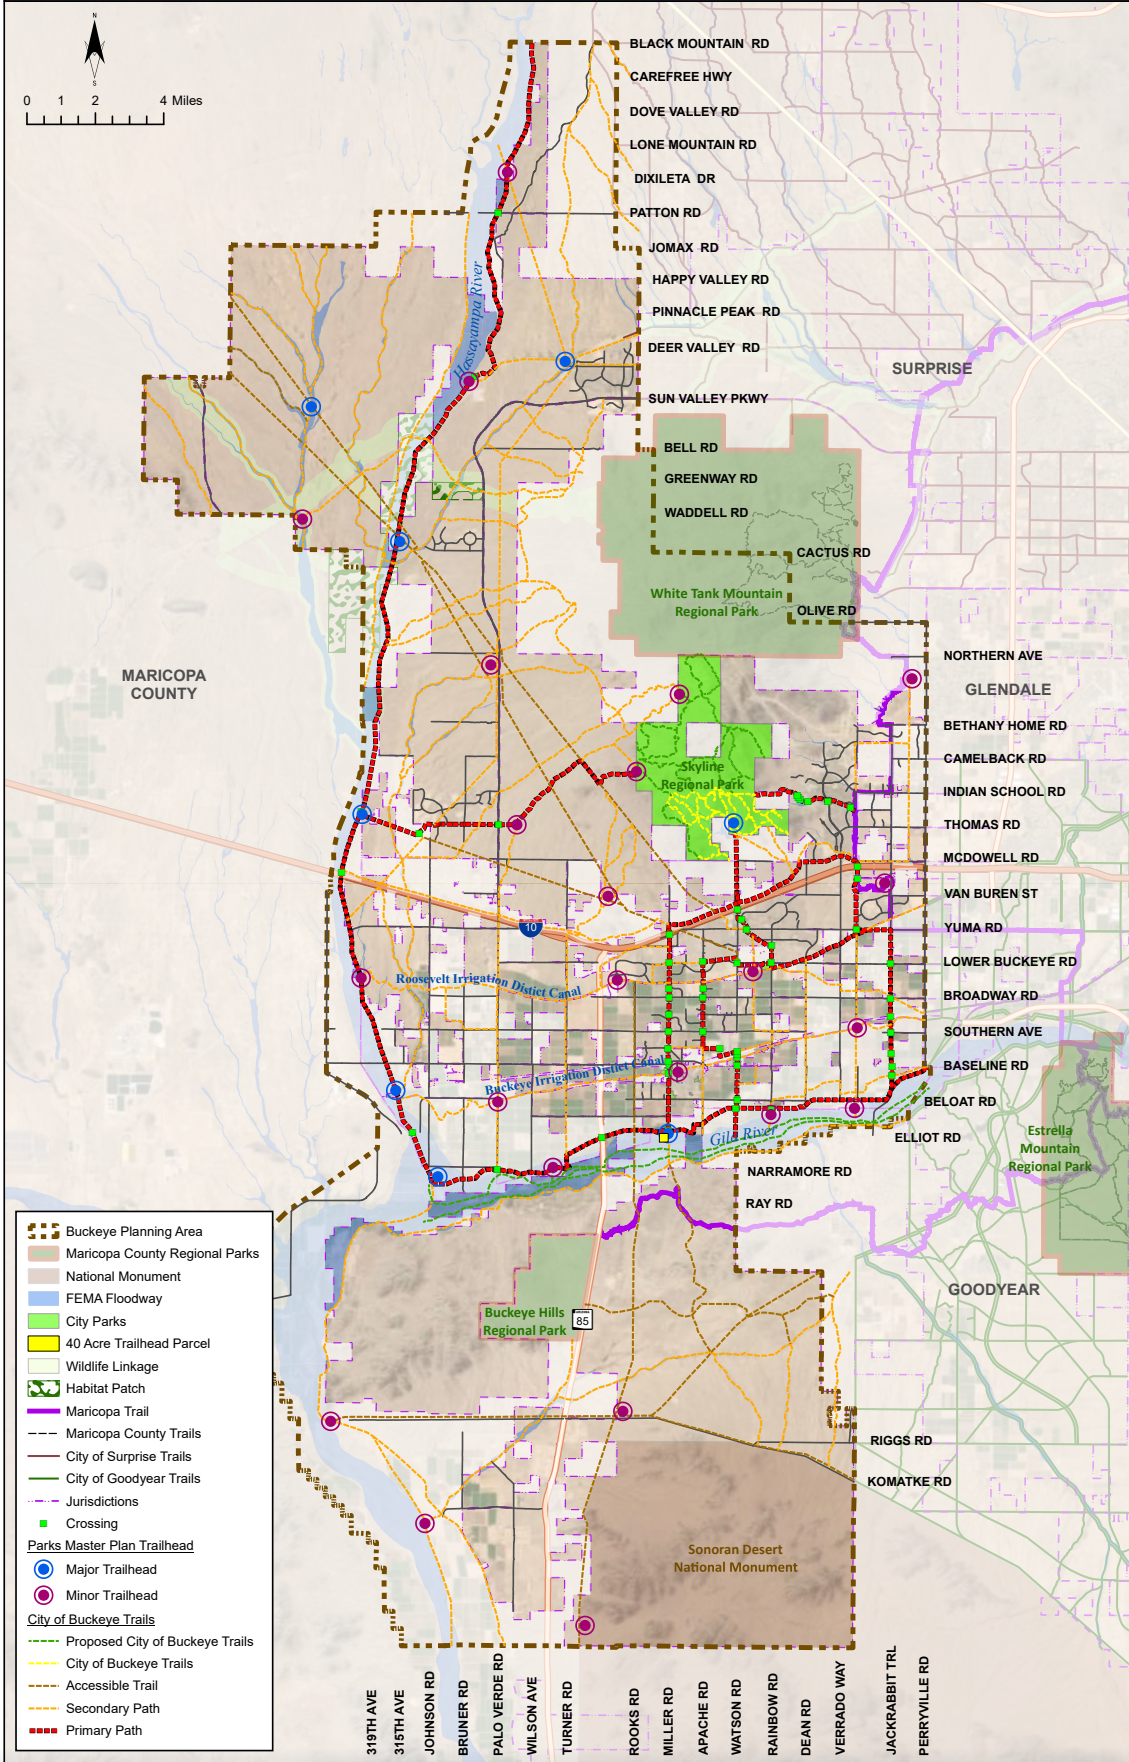 N
S
0 1 2 4 Miles
BLACK MOUNTAIN RD
CAREFREE HWY
DOVE VALLEY RD
LONE MOUNTAIN RD
DIXILETA DR
PATTON RD
JOMAX RD
HAPPY VALLEY RD
PINNACLE PEAK RD
DEER VALLEY RD
SUN VALLEY PKWY
BELL RD
GREENWAY RD
WADDELL RD
CACTUS RD
OLIVE RD
NORTHERN AVE
BETHANY HOME RD
CAMELBACK RD
INDIAN SCHOOL RD
THOMAS RD
MCDOWELL RD
VAN BUREN ST
YUMA RD
LOWER BUCKEYE RD
BROADWAY RD
SOUTHERN AVE
BASELINE RD
BELOAT RD
ELLIOT RD
NARRAMORE RD
RAY RD
RIGGS RD
KOMATKE RD
SURPRISE
GLENDALE
GOODYEAR
MARICOPA
COUNTY
Hassayampa River
White Tank Mountain
Regional Park
Skyline
Regional Park
10
Roosevelt Irrigation Distict Canal
Buckeye Irrigation Distict Canal
Gila River
Estrella
Mountain
Regional Park
Buckeye Hills
Regional Park
85
Sonoran Desert
National Monument
Buckeye Planning Area
Maricopa County Regional Parks
National Monument
FEMA Floodway
City Parks
40 Acre Trailhead Parcel
Wildlife Linkage
Habitat Patch
Maricopa Trail
Maricopa County Trails
City of Surprise Trails
City of Goodyear Trails
Jurisdictions
Crossing
Parks Master Plan Trailhead
Major Trailhead
Minor Trailhead
City of Buckeye Trails
Proposed City of Buckeye Trails
City of Buckeye Trails
Accessible Trail
Secondary Path
Primary Path
319TH AVE
315TH AVE
JOHNSON RD
BRUNER RD
PALO VERDE RD
WILSON AVE
TURNER RD
ROOKS RD
MILLER RD
APACHE RD
WATSON RD
RAINBOW RD
DEAN RD
VERRADO WAY
JACKRABBIT TRL
PERRYVILLE RD